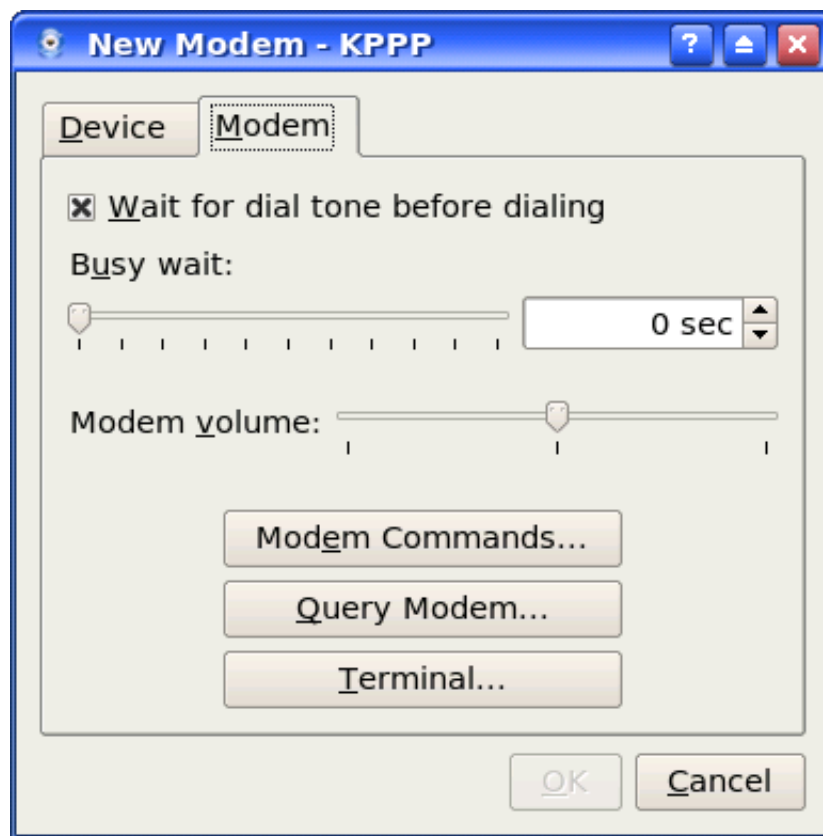 New Modem - KPPP
?
Device Modem
Wait for dial tone before dialing
Busy wait:
0 sec
Modem volume:
Modem Commands...
Query Modem...
Terminal...
OK Cancel